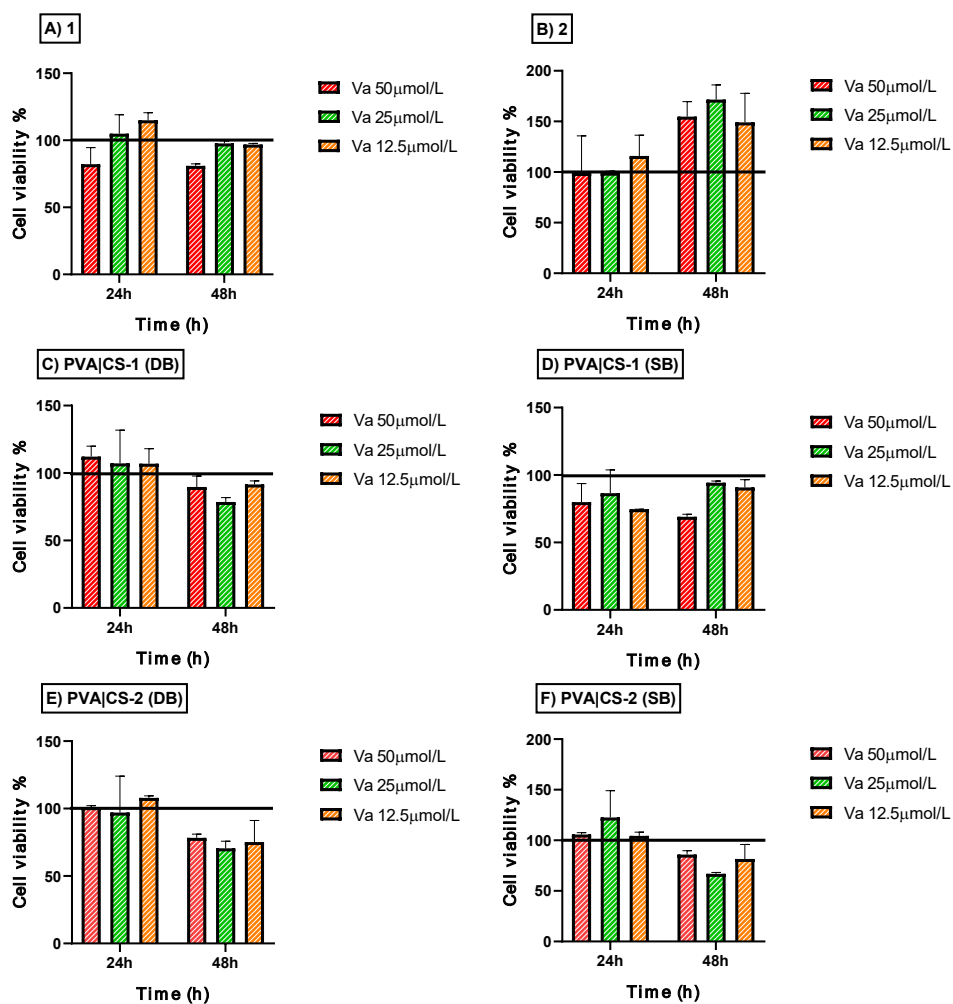 A) 1
Cell viability %
150
100
50
0
24h
48h
Time (h)
Va 50μmol/L
Va 25μmol/L
Va 12.5μmol/L
B) 2
Cell viability %
200
150
100
50
0
24h
48h
Time (h)
Va 50μmol/L
Va 25μmol/L
Va 12.5μmol/L
C) PVA|CS-1 (DB)
Cell viability %
150
100
50
0
24h
48h
Time (h)
Va 50μmol/L
Va 25μmol/L
Va 12.5μmol/L
D) PVA|CS-1 (SB)
Cell viability %
150
100
50
0
24h
48h
Time (h)
Va 50μmol/L
Va 25μmol/L
Va 12.5μmol/L
E) PVA|CS-2 (DB)
Cell viability %
150
100
50
0
24h
48h
Time (h)
Va 50μmol/L
Va 25μmol/L
Va 12.5μmol/L
F) PVA|CS-2 (SB)
Cell viability %
200
150
100
50
0
24h
48h
Time (h)
Va 50μmol/L
Va 25μmol/L
Va 12.5μmol/L